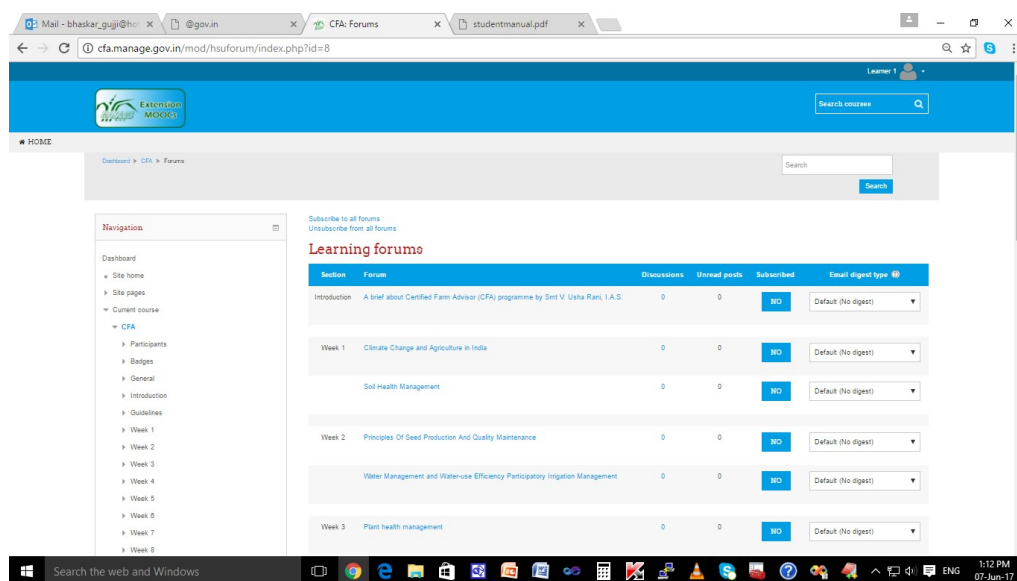 Mail - bhaskar_gujji@ho
@gov.in
CFA: Forums
studentmanual.pdf
cfa.manage.gov.in/mod/hsuforum/index.php?id=8
Learner 1
Extension
MOOCs
Search courses
HOME
Dashboard ▶ CFA ▶ Forums
Search
Search
Navigation
Dashboard
Site home
Site pages
Current course
CFA
Participants
Badges
General
Introduction
Guidelines
Week 1
Week 2
Week 3
Week 4
Week 5
Week 6
Week 7
Week 8
Subscribe to all forums
Unsubscribe from all forums
Learning forums
Section Forum Discussions Unread posts Subscribed Email digest type
Introduction A brief about Certified Farm Advisor (CFA) programme by Smt V. Usha Rani, I.A.S. 0 0 NO Default (No digest)
Week 1 Climate Change and Agriculture in India 0 0 NO Default (No digest)
Soil Health Management 0 0 NO Default (No digest)
Week 2 Principles Of Seed Production And Quality Maintenance 0 0 NO Default (No digest)
Water Management and Water-use Efficiency Participatory Irrigation Management 0 0 NO Default (No digest)
Week 3 Plant health management 0 0 NO Default (No digest)
Search the web and Windows
ENG
1:12 PM
07-Jun-17